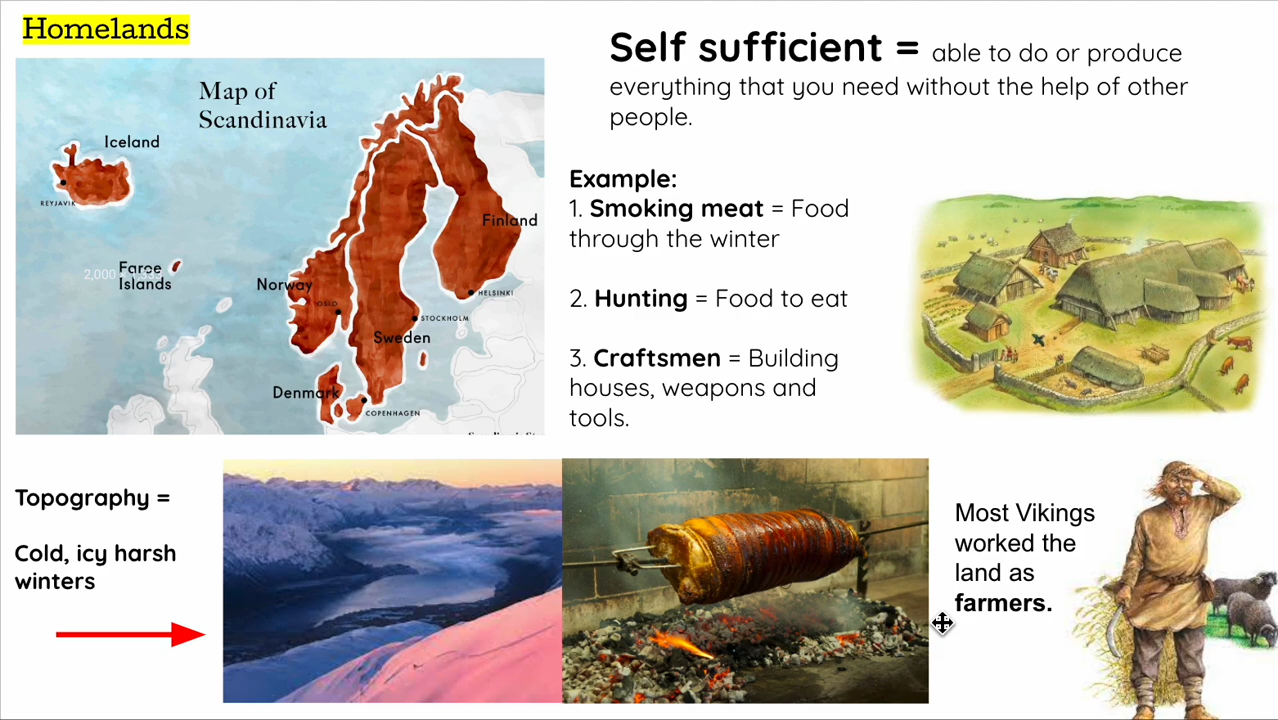 Homelands
Map of
Scandinavia
Iceland
REYJAVIK
Faroe
Islands
Norway
OSLO
Finland
HELSINKI
STOCKHOLM
Sweden
Denmark
COPENHAGEN
Self sufficient = able to do or produce
everything that you need without the help of other
people.
Example:
1. Smoking meat = Food
through the winter
2. Hunting = Food to eat
3. Craftsmen = Building
houses, weapons and
tools.
Topography =
Cold, icy harsh
winters
Most Vikings
worked the
land as
farmers.